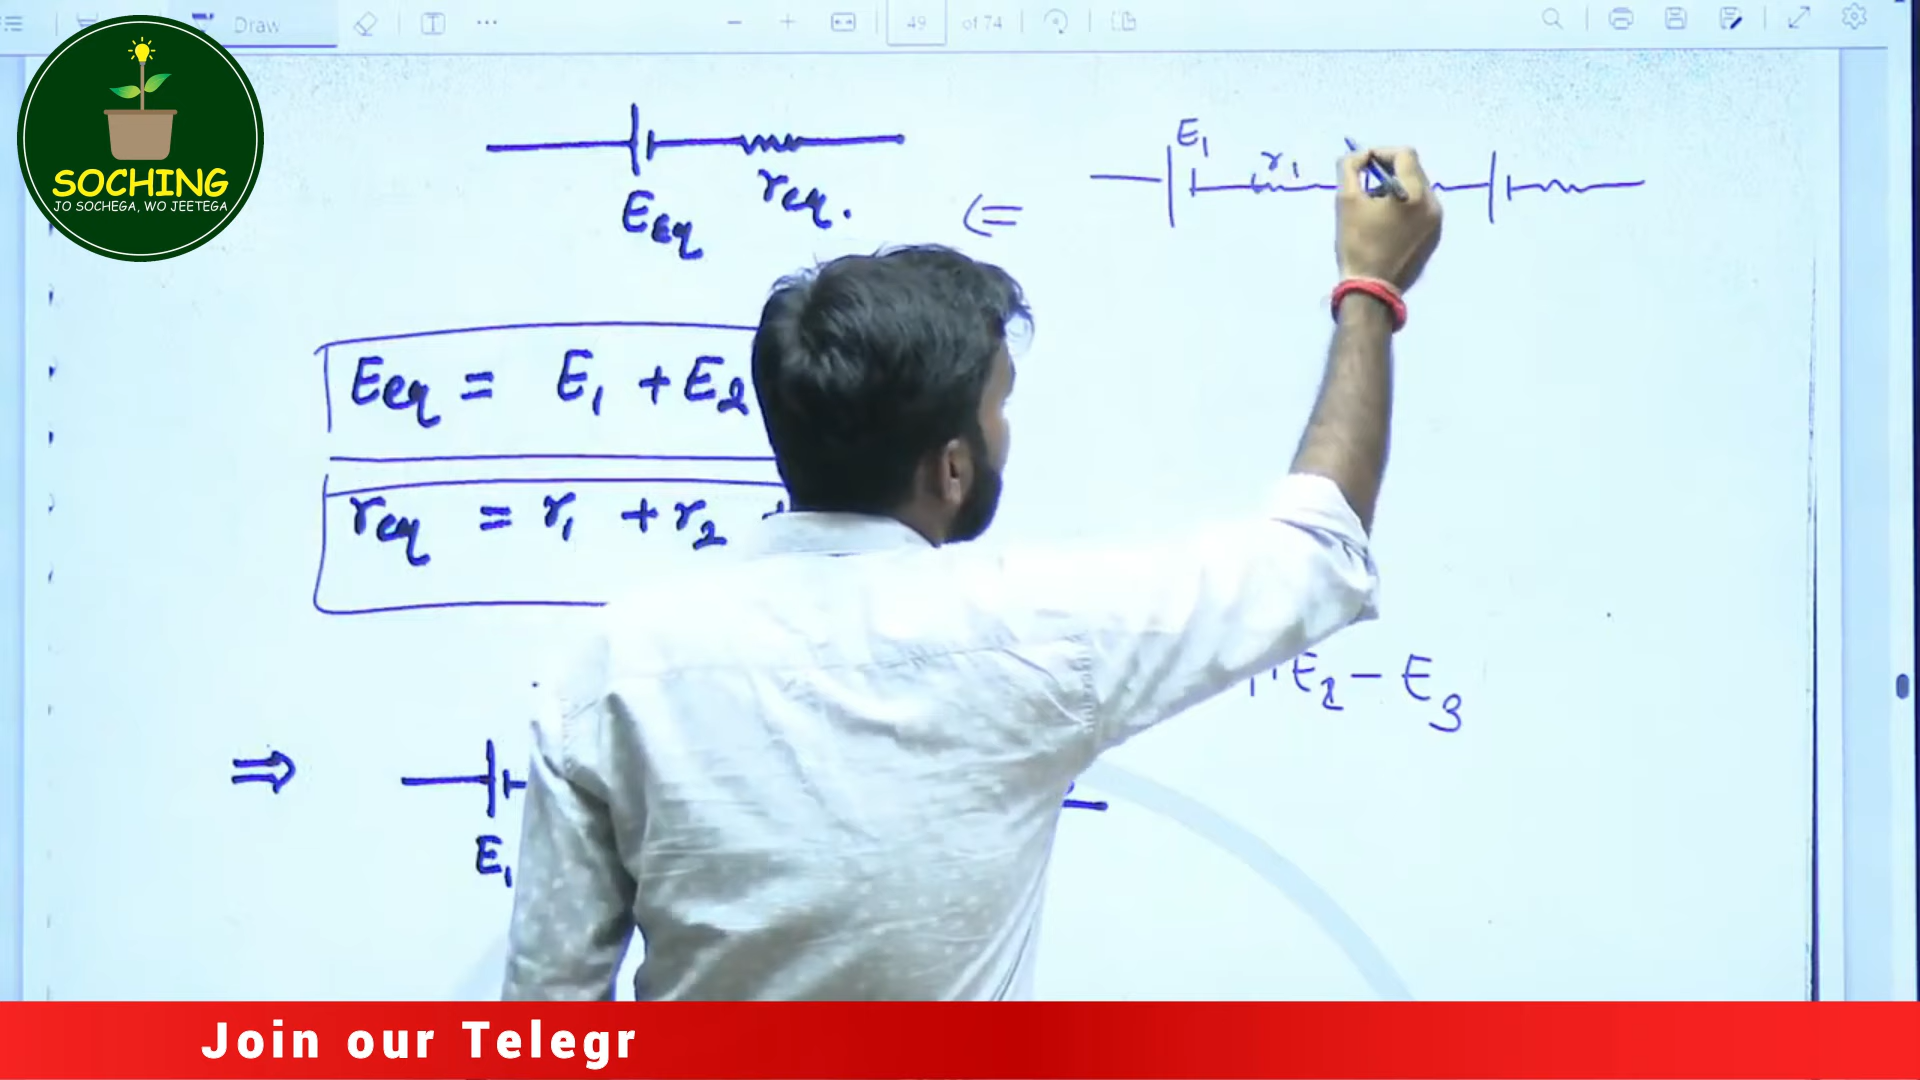 Draw
49 of 74
SOCHING
JO SOCHEGA, WO JEETEGA
E1
r1
Eeq
req.
Eeq = E1 + E2
req = r1 + r2 +
E2 - E3
⇒
E1
Join our Telegr